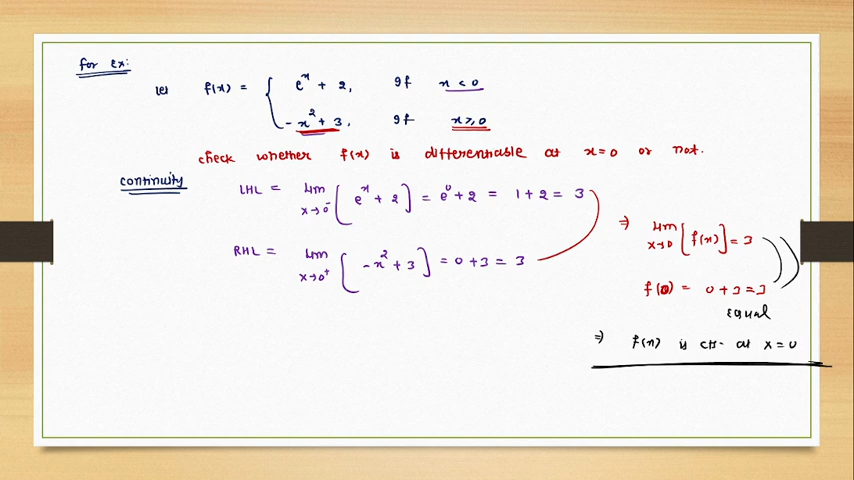 for ex:
let f(x) = { e^x + 2, If x < 0
-x^2 + 3, If x ≥ 0
check whether f(x) is differentiable at x=0 or not.
continuity
LHL = lim x→0^- [e^x + 2] = e^0 + 2 = 1+2 = 3
RHL = lim x→0^+ [-x^2 + 3] = 0+3 = 3
⇒ lim x→0 [f(x)] = 3
f(0) = 0+3=3
equal
⇒ f(x) is cts- at x=0